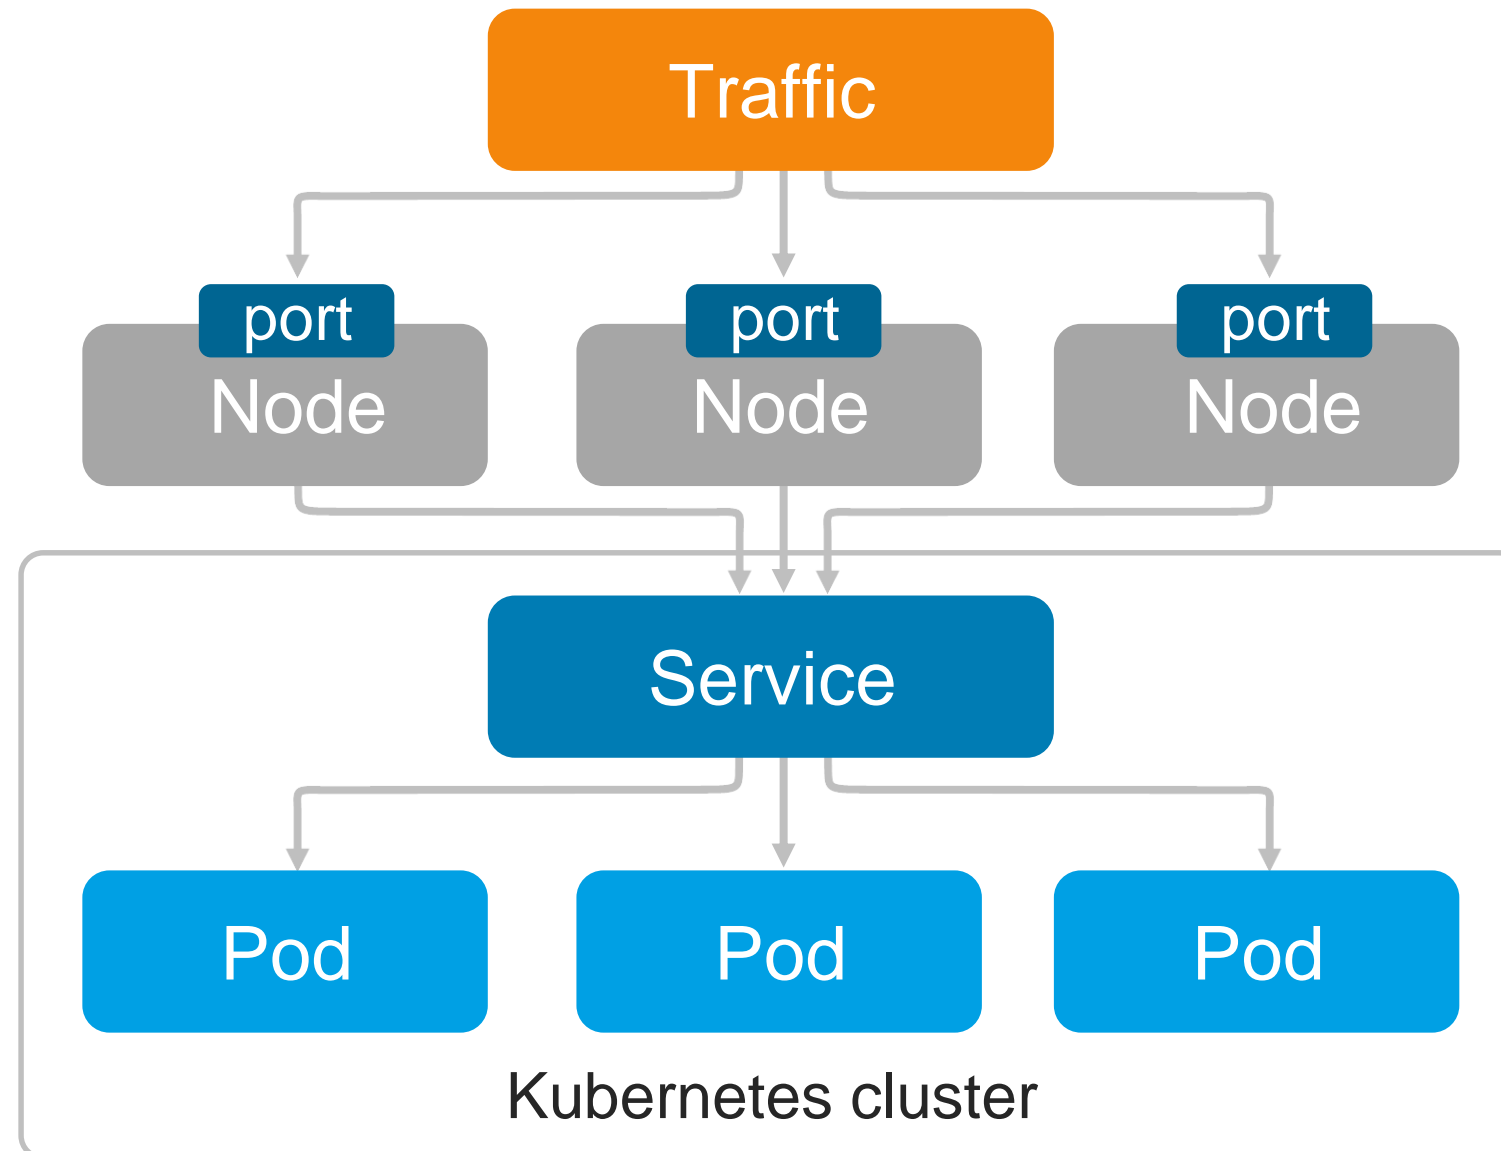 Traffic
port
port
port
Node
Node
Node
Service
Pod
Pod
Pod
Kubernetes cluster